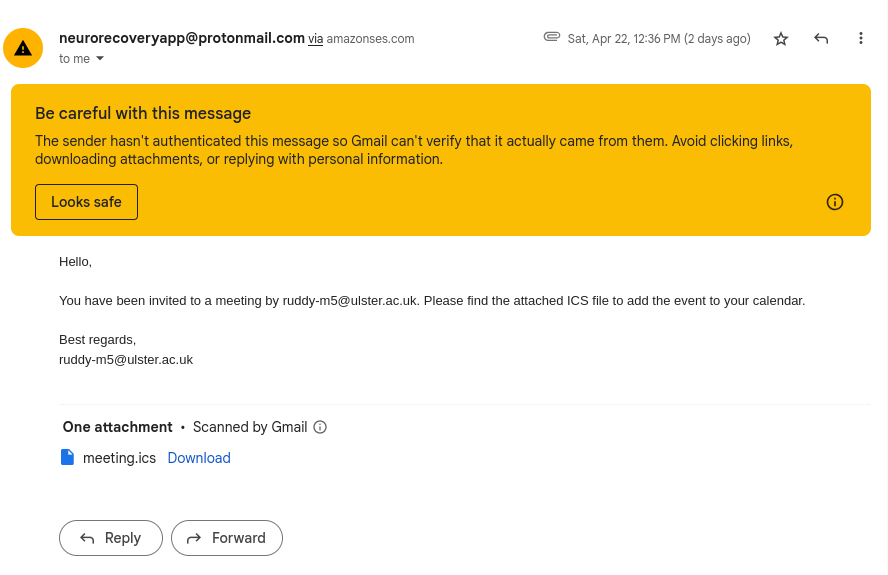 neurorecoveryapp@protonmail.com via amazonses.com
Sat, Apr 22, 12:36 PM (2 days ago)
to me
Be careful with this message
The sender hasn't authenticated this message so Gmail can't verify that it actually came from them. Avoid clicking links,
downloading attachments, or replying with personal information.
Looks safe
Hello,
You have been invited to a meeting by ruddy-m5@ulster.ac.uk. Please find the attached ICS file to add the event to your calendar.
Best regards,
ruddy-m5@ulster.ac.uk
One attachment • Scanned by Gmail
meeting.ics Download
Reply
Forward